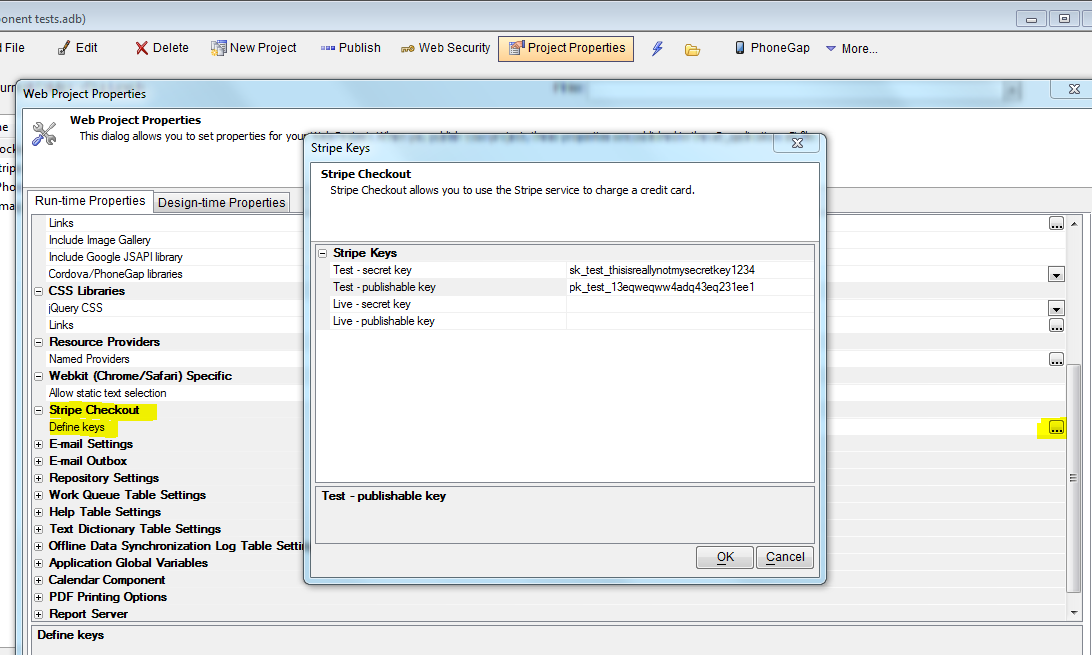 onent tests.adb)
File Edit Delete New Project Publish Web Security Project Properties PhoneGap More...
Web Project Properties
Web Project Properties
This dialog allows you to set properties for your
Run-time Properties Design-time Properties
Links
Include Image Gallery
Include Google JSAPI library
Cordova/PhoneGap libraries
CSS Libraries
jQuery CSS
Links
Resource Providers
Named Providers
Webkit (Chrome/Safari) Specific
Allow static text selection
Stripe Checkout
Define keys
E-mail Settings
E-mail Outbox
Repository Settings
Work Queue Table Settings
Help Table Settings
Text Dictionary Table Settings
Offline Data Synchronization Log Table Settin
Application Global Variables
Calendar Component
PDF Printing Options
Report Server
Define keys
Stripe Keys
Stripe Checkout
Stripe Checkout allows you to use the Stripe service to charge a credit card.
Stripe Keys
Test - secret key sk_test_thisisreallynotmysecretkey1234
Test - publishable key pk_test_13eqweqww4adq43eq231ee1
Live - secret key
Live - publishable key
Test - publishable key
OK Cancel